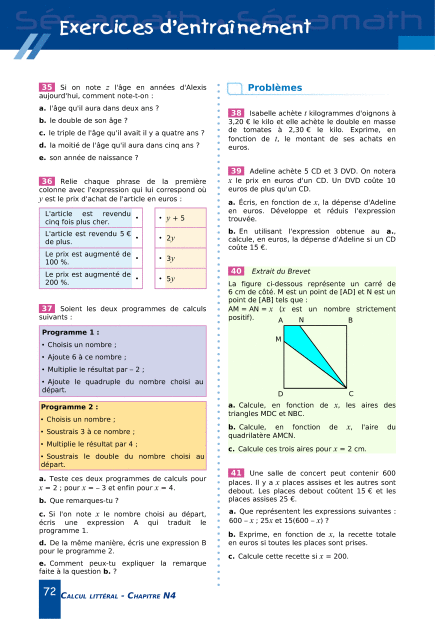 Sésamath
Sésamath
Exercices d'entraînement
35 Si on note z l'âge en années d'Alexis
aujourd'hui, comment note-t-on :
a. l'âge qu'il aura dans deux ans ?
b. le double de son âge ?
c. le triple de l'âge qu'il avait il y a quatre ans ?
d. la moitié de l'âge qu'il aura dans cinq ans ?
e. son année de naissance ?
36 Relie chaque phrase de la première
colonne avec l'expression qui lui correspond où
y est le prix d'achat de l'article en euros :
L'article est revendu
cinq fois plus cher. •
• y + 5
L'article est revendu 5 €
de plus. •
• 2y
Le prix est augmenté de
100 %. •
• 3y
Le prix est augmenté de
200 %. •
• 5y
37 Soient les deux programmes de calculs
suivants :
Programme 1 :
• Choisis un nombre ;
• Ajoute 6 à ce nombre ;
• Multiplie le résultat par – 2 ;
• Ajoute le quadruple du nombre choisi au
départ.
Programme 2 :
• Choisis un nombre ;
• Soustrais 3 à ce nombre ;
• Multiplie le résultat par 4 ;
• Soustrais le double du nombre choisi au
départ.
a. Teste ces deux programmes de calculs pour
x = 2 ; pour x = – 3 et enfin pour x = 4.
b. Que remarques-tu ?
c. Si l'on note x le nombre choisi au départ,
écris une expression A qui traduit le
programme 1.
d. De la même manière, écris une expression B
pour le programme 2.
e. Comment peux-tu expliquer la remarque
faite à la question b. ?
Problèmes
38 Isabelle achète t kilogrammes d'oignons à
3,20 € le kilo et elle achète le double en masse
de tomates à 2,30 € le kilo. Exprime, en
fonction de t, le montant de ses achats en
euros.
39 Adeline achète 5 CD et 3 DVD. On notera
x le prix en euros d'un CD. Un DVD coûte 10
euros de plus qu'un CD.
a. Écris, en fonction de x, la dépense d'Adeline
en euros. Développe et réduis l'expression
trouvée.
b. En utilisant l'expression obtenue au a.,
calcule, en euros, la dépense d'Adeline si un CD
coûte 15 €.
40 Extrait du Brevet
La figure ci-dessous représente un carré de
6 cm de côté. M est un point de [AD] et N est un
point de [AB] tels que :
AM = AN = x (x est un nombre strictement
positif).
A N B
M
D C
a. Calcule, en fonction de x, les aires des
triangles MDC et NBC.
b. Calcule, en fonction de x, l'aire du
quadrilatère AMCN.
c. Calcule ces trois aires pour x = 2 cm.
41 Une salle de concert peut contenir 600
places. Il y a x places assises et les autres sont
debout. Les places debout coûtent 15 € et les
places assises 25 €.
a. Que représentent les expressions suivantes :
600 – x ; 25x et 15(600 – x) ?
b. Exprime, en fonction de x, la recette totale
en euros si toutes les places sont prises.
c. Calcule cette recette si x = 200.
72 CALCUL LITTÉRAL - CHAPITRE N4